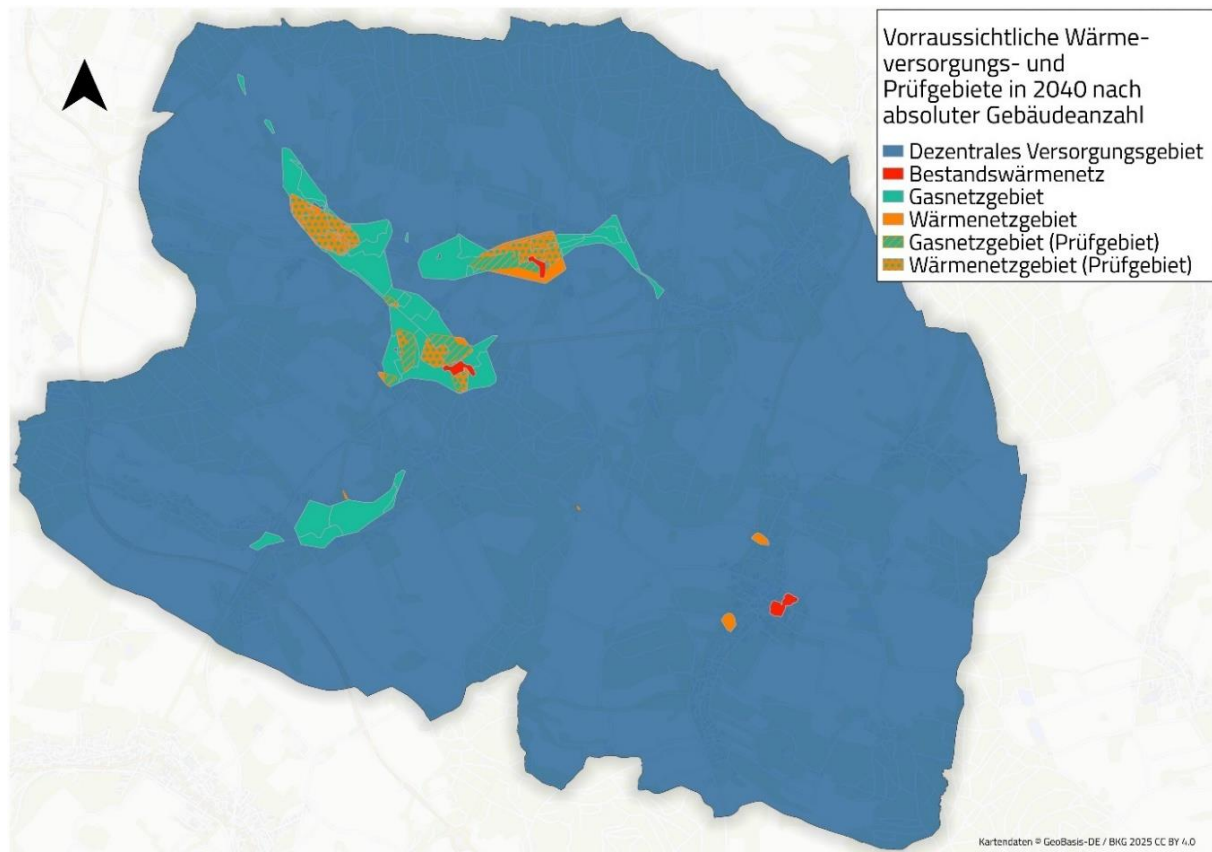 Vorraussichtliche Wärme-
versorgungs- und
Prüfgebiete in 2040 nach
absoluter Gebäudeanzahl
Dezentrales Versorgungsgebiet
Bestandswärmenetz
Gasnetzgebiet
Wärmenetzgebiet
Gasnetzgebiet (Prüfgebiet)
Wärmenetzgebiet (Prüfgebiet)
Kartendaten © GeoBasis-DE / BKG 2025 CC BY 4.0